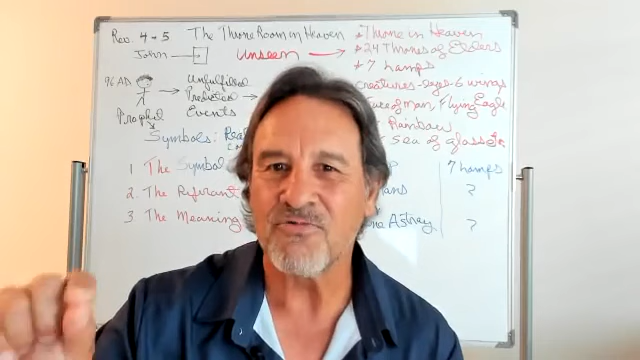 Rev. 4+5 The Throne Room in Heaven * Throne in Heaven
John Unseen * 24 Thrones of Elders
* 7 Lamps
96 AD Unfulfilled Creatures-eyes-6 wings
Predicted Face of man, Flying Eagle
Prophet Events Rainbow
Symbols: Sea of glass
1 The Symbol 7 Lamps
2. The Referant ?
3 The Meaning Astray ?